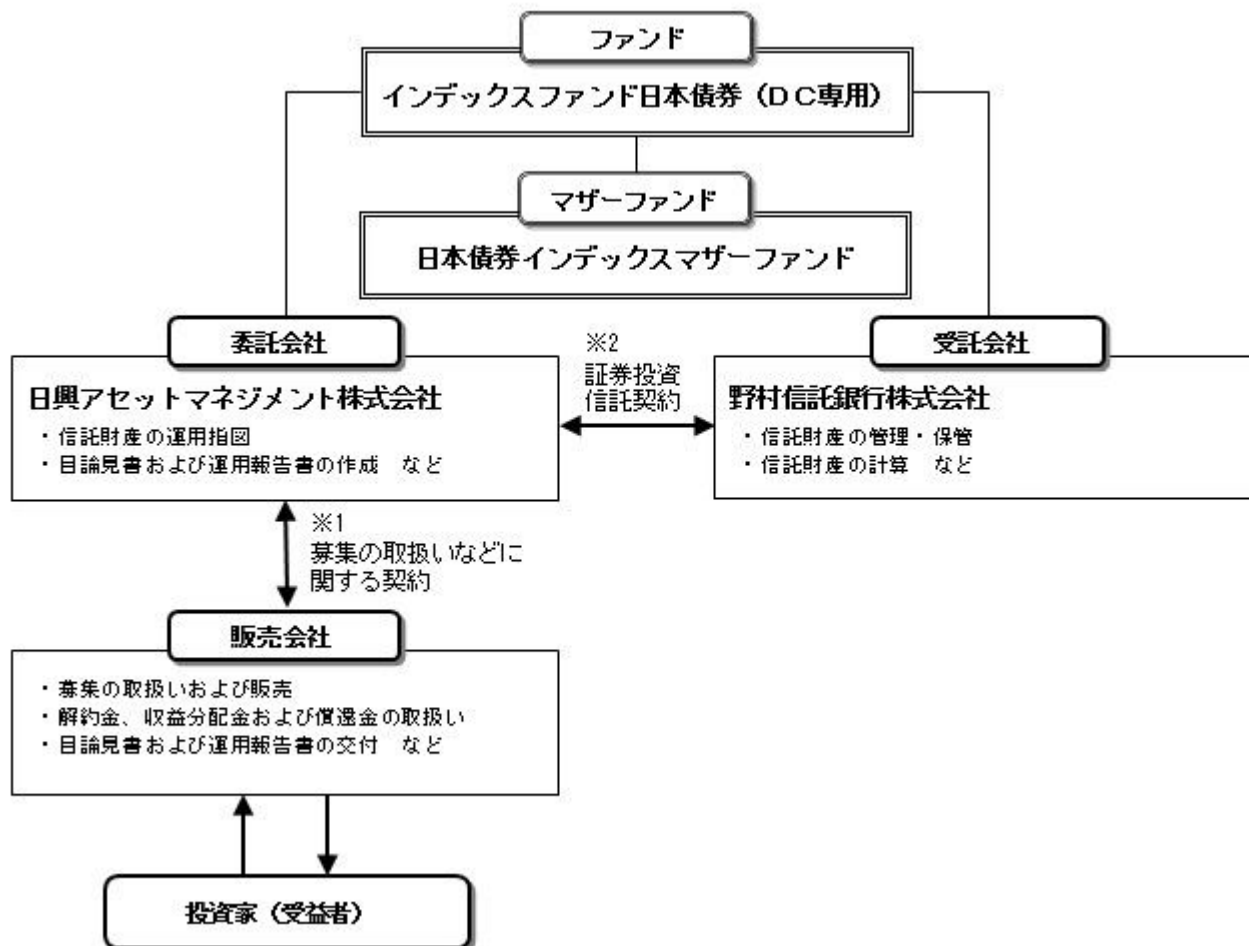 ファンド
インデックスファンド日本債券（ＤＣ専用）
マザーファンド
日本債券インデックスマザーファンド
委託会社
日興アセットマネジメント株式会社
・信託財産の運用指図
・目論見書および運用報告書の作成　など
※2
証券投資
信託契約
受託会社
野村信託銀行株式会社
・信託財産の管理・保管
・信託財産の計算　など
※1
募集の取扱いなどに
関する契約
販売会社
・募集の取扱いおよび販売
・解約金、収益分配金および償還金の取扱い
・目論見書および運用報告書の交付　など
投資家（受益者）